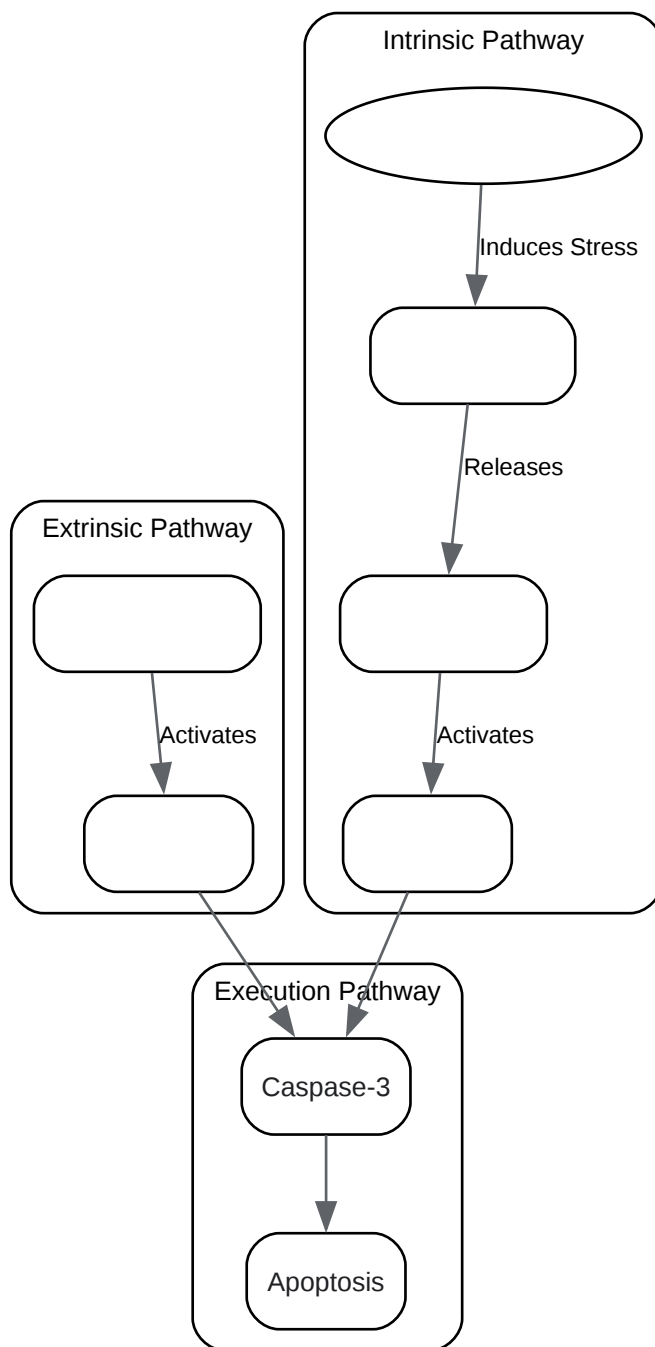 Intrinsic Pathway
Induces Stress
Releases
Extrinsic Pathway
Activates
Activates
Execution Pathway
Caspase-3
Apoptosis